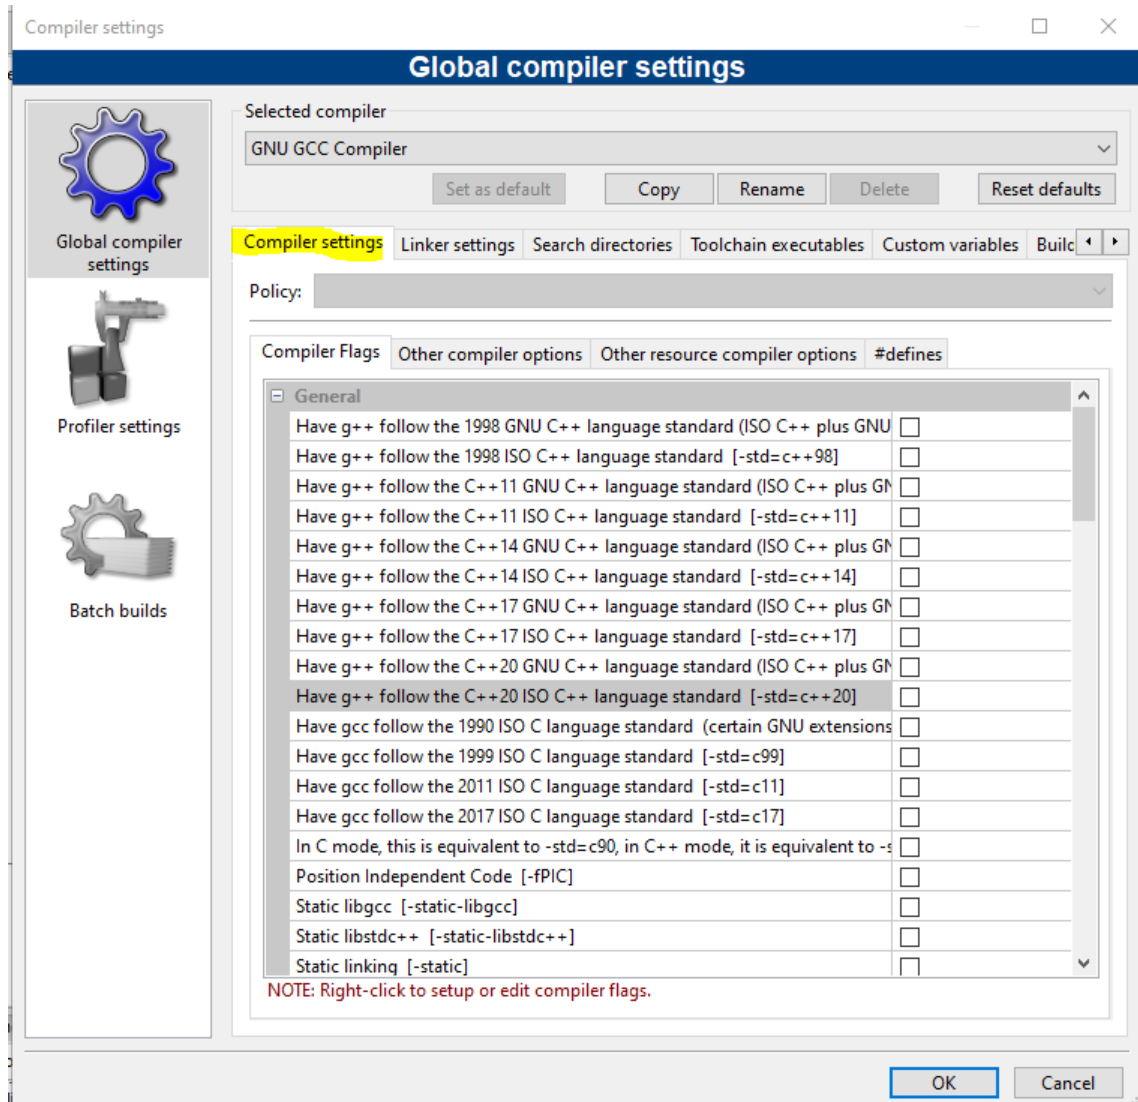 Compiler settings
Global compiler settings
Global compiler
settings
Profiler settings
Batch builds
Selected compiler
GNU GCC Compiler
Set as default
Copy
Rename
Delete
Reset defaults
Compiler settings
Linker settings
Search directories
Toolchain executables
Custom variables
Policy:
Compiler Flags
Other compiler options
Other resource compiler options
#defines
General
Have g++ follow the 1998 GNU C++ language standard (ISO C++ plus GNU
Have g++ follow the 1998 ISO C++ language standard [-std=c++98]
Have g++ follow the C++11 GNU C++ language standard (ISO C++ plus
Have g++ follow the C++11 ISO C++ language standard [-std=c++11]
Have g++ follow the C++14 GNU C++ language standard (ISO C++ plus
Have g++ follow the C++14 ISO C++ language standard [-std=c++14]
Have g++ follow the C++17 GNU C++ language standard (ISO C++ plus
Have g++ follow the C++17 ISO C++ language standard [-std=c++17]
Have g++ follow the C++20 GNU C++ language standard (ISO C++ plus
Have g++ follow the C++20 ISO C++ language standard [-std=c++20]
Have gcc follow the 1990 ISO C language standard (certain GNU extensions
Have gcc follow the 1999 ISO C language standard [-std=c99]
Have gcc follow the 2011 ISO C language standard [-std=c11]
Have gcc follow the 2017 ISO C language standard [-std=c17]
In C mode, this is equivalent to -std=c90, in C++ mode, it is equivalent to
Position Independent Code [-fPIC]
Static libgcc [-static-libgcc]
Static libstdc++ [-static-libstdc++]
Static linking [-static]
NOTE: Right-click to setup or edit compiler flags.
OK
Cancel